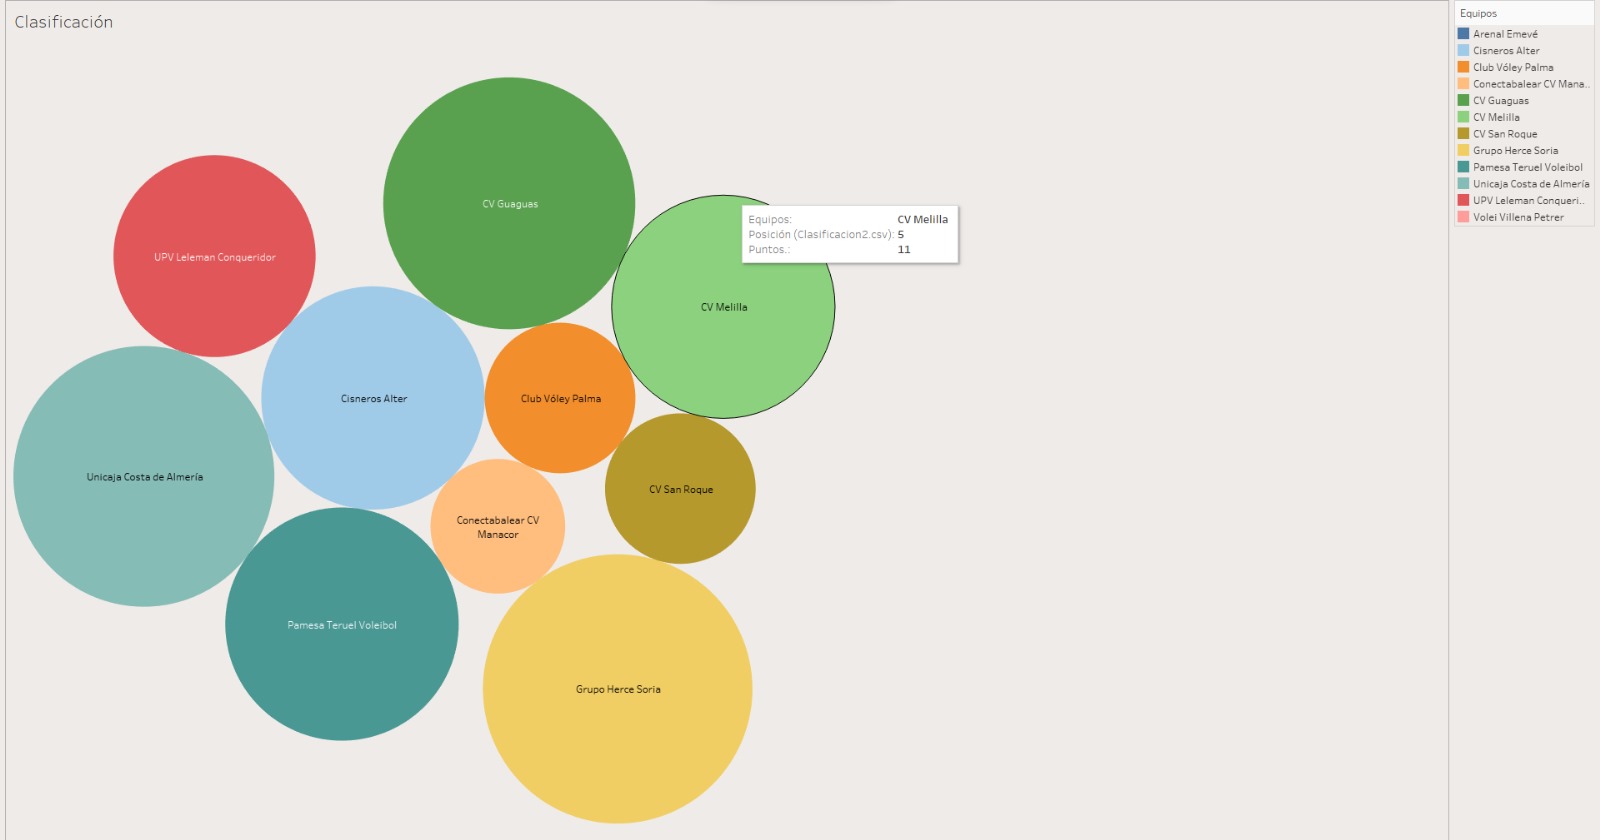 Clasificación
CV Guaguas
UPV Leleman Conqueridor
Equipos: CV Melilla
Posición (Clasificacion2.csv): 5
Puntos.: 11
CV Melilla
Cisneros Alter
Club Vóley Palma
Unicaja Costa de Almería
CV San Roque
Conectabalear CV
Manacor
Pamesa Teruel Voleibol
Grupo Herce Soria
Equipos
Arenal Emevé
Cisneros Alter
Club Vóley Palma
Conectabalear CV Mana..
CV Guaguas
CV Melilla
CV San Roque
Grupo Herce Soria
Pamesa Teruel Voleibol
Unicaja Costa de Almería
UPV Leleman Conqueri..
Volei Villena Petrer